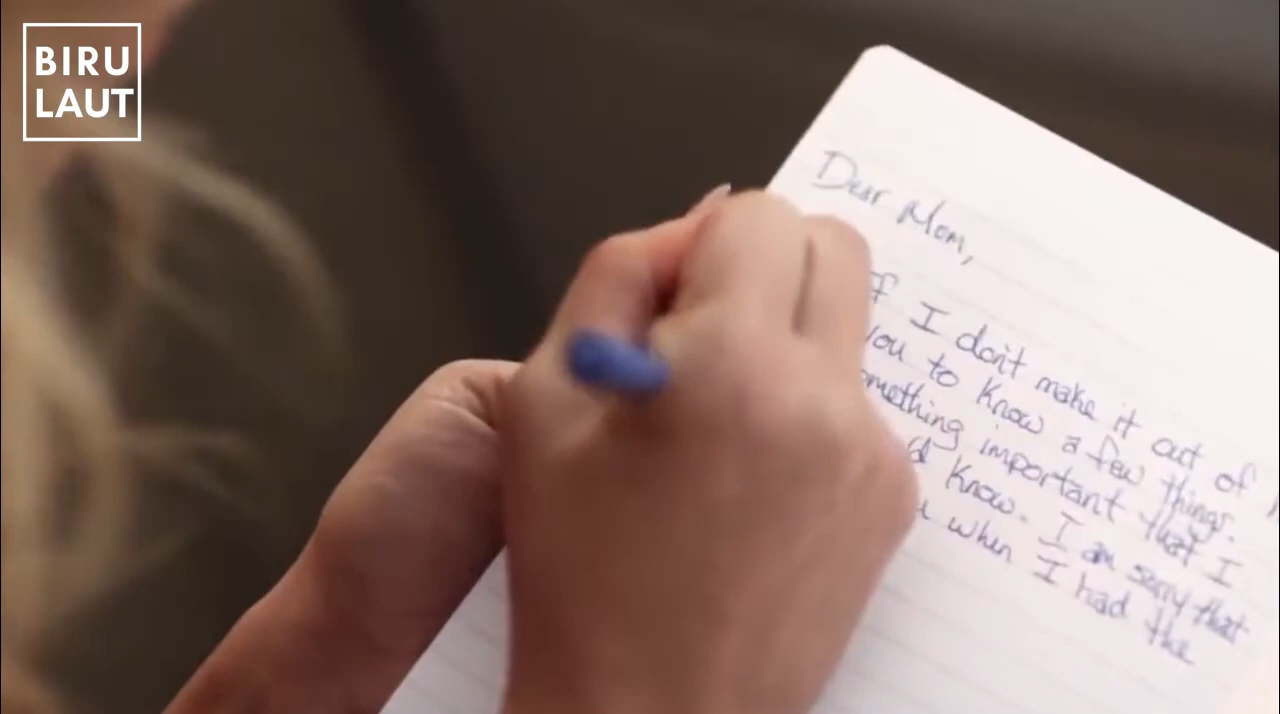 BIRU
LAUT
Dear Mom,
I don't make it out of
you to know a few things.
important that I
know. I am sorry that
when I had the